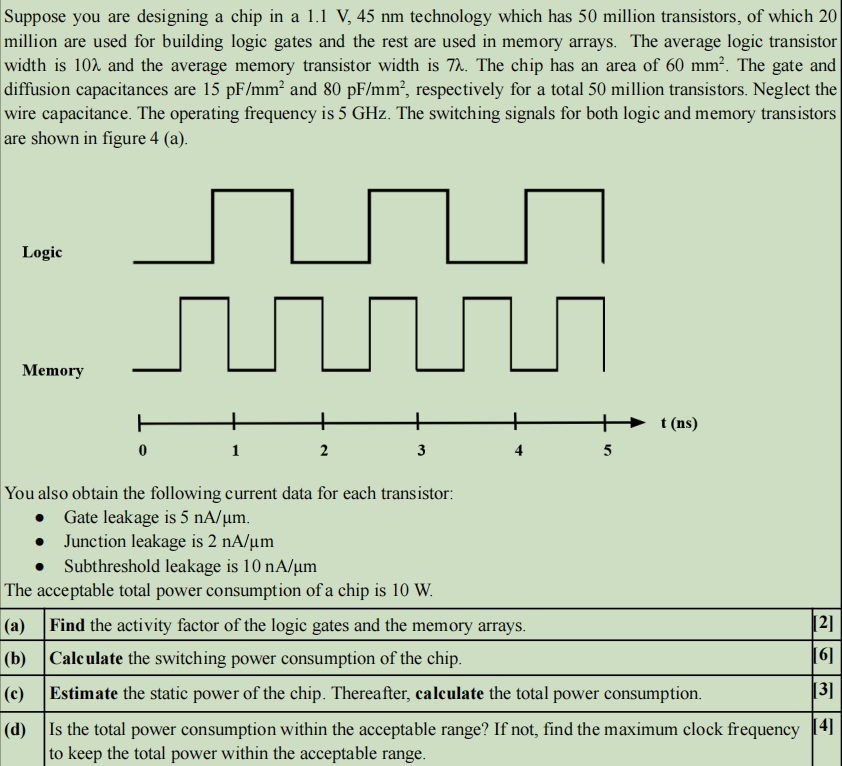 Suppose you are designing a chip in a 1.1 V, 45 nm technology which has 50 million transistors, of which 20
million are used for building logic gates and the rest are used in memory arrays. The average logic transistor
width is 10λ and the average memory transistor width is 7λ. The chip has an area of 60 mm². The gate and
diffusion capacitances are 15 pF/mm² and 80 pF/mm², respectively for a total 50 million transistors. Neglect the
wire capacitance. The operating frequency is 5 GHz. The switching signals for both logic and memory transistors
are shown in figure 4 (a).
Logic
Memory
t (ns)
0 1 2 3 4 5
You also obtain the following current data for each transistor:
● Gate leakage is 5 nA/μm.
● Junction leakage is 2 nA/μm
● Subthreshold leakage is 10 nA/μm
The acceptable total power consumption of a chip is 10 W.
(a) Find the activity factor of the logic gates and the memory arrays. [2]
(b) Calculate the switching power consumption of the chip. [6]
(c) Estimate the static power of the chip. Thereafter, calculate the total power consumption. [3]
(d) Is the total power consumption within the acceptable range? If not, find the maximum clock frequency [4]
to keep the total power within the acceptable range.